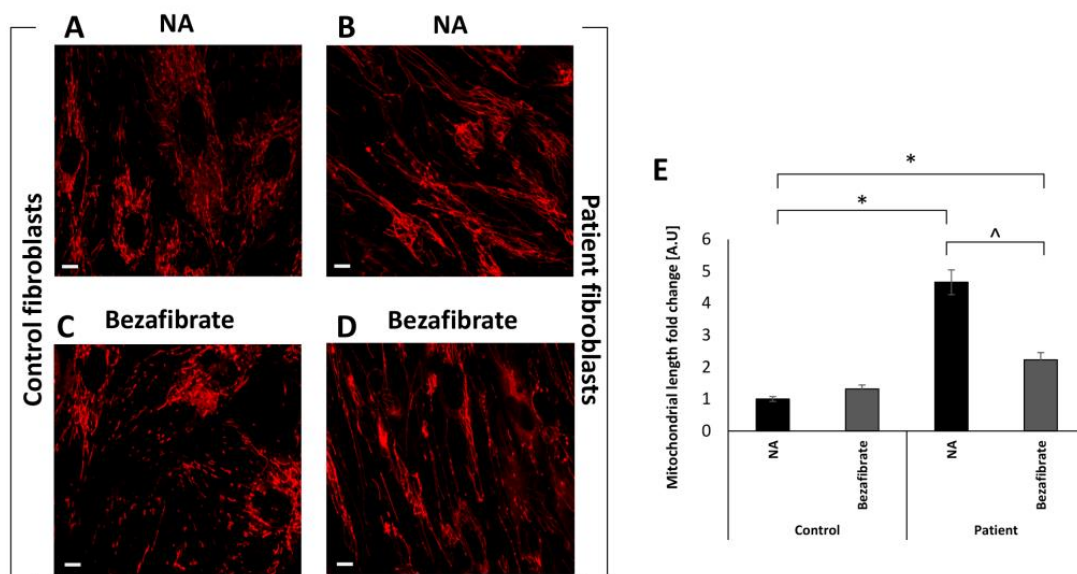 A NA
B NA
Control fibroblasts
Patient fibroblasts
C Bezafibrate
D Bezafibrate
E
*
*
^
Mitochondrial length fold change [A.U]
6
5
4
3
2
1
0
NA
Bezafibrate
NA
Bezafibrate
Control
Patient